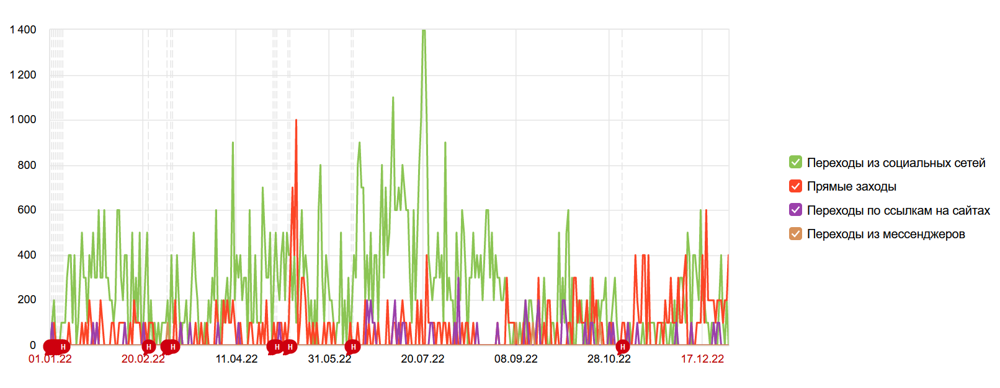 1 400
1 200
1 000
800
600
400
200
0
H H H H H H H
01.01.22 20.02.22 11.04.22 31.05.22 20.07.22 08.09.22 28.10.22 17.12.22
Переходы из социальных сетей
Прямые заходы
Переходы по ссылкам на сайтах
Переходы из мессенджеров